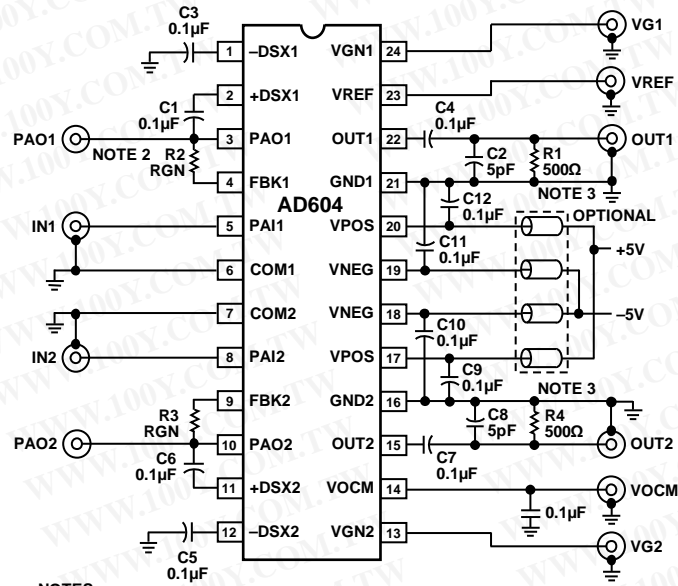 C3
0.1µF
VG1
1 –DSX1
VGN1 24
2 +DSX1
VREF 23
VREF
C1
0.1µF
C4
0.1µF
PAO1
NOTE 2
3 PAO1
OUT1 22
OUT1
R2
RGN
C2
5pF
R1
500Ω
4 FBK1
GND1 21
NOTE 3
AD604
C12
0.1µF
OPTIONAL
IN1
5 PAI1
VPOS 20
+5V
C11
0.1µF
6 COM1
VNEG 19
7 COM2
VNEG 18
–5V
C10
0.1µF
IN2
8 PAI2
VPOS 17
C9
0.1µF
9 FBK2
GND2 16
NOTE 3
R3
RGN
C8
5pF
R4
500Ω
PAO2
10 PAO2
OUT2 15
OUT2
C6
0.1µF
C7
0.1µF
11 +DSX2
VOCM 14
VOCM
0.1µF
12 –DSX2
VGN2 13
VG2
C5
0.1µF
WWW.100Y.COM.TW